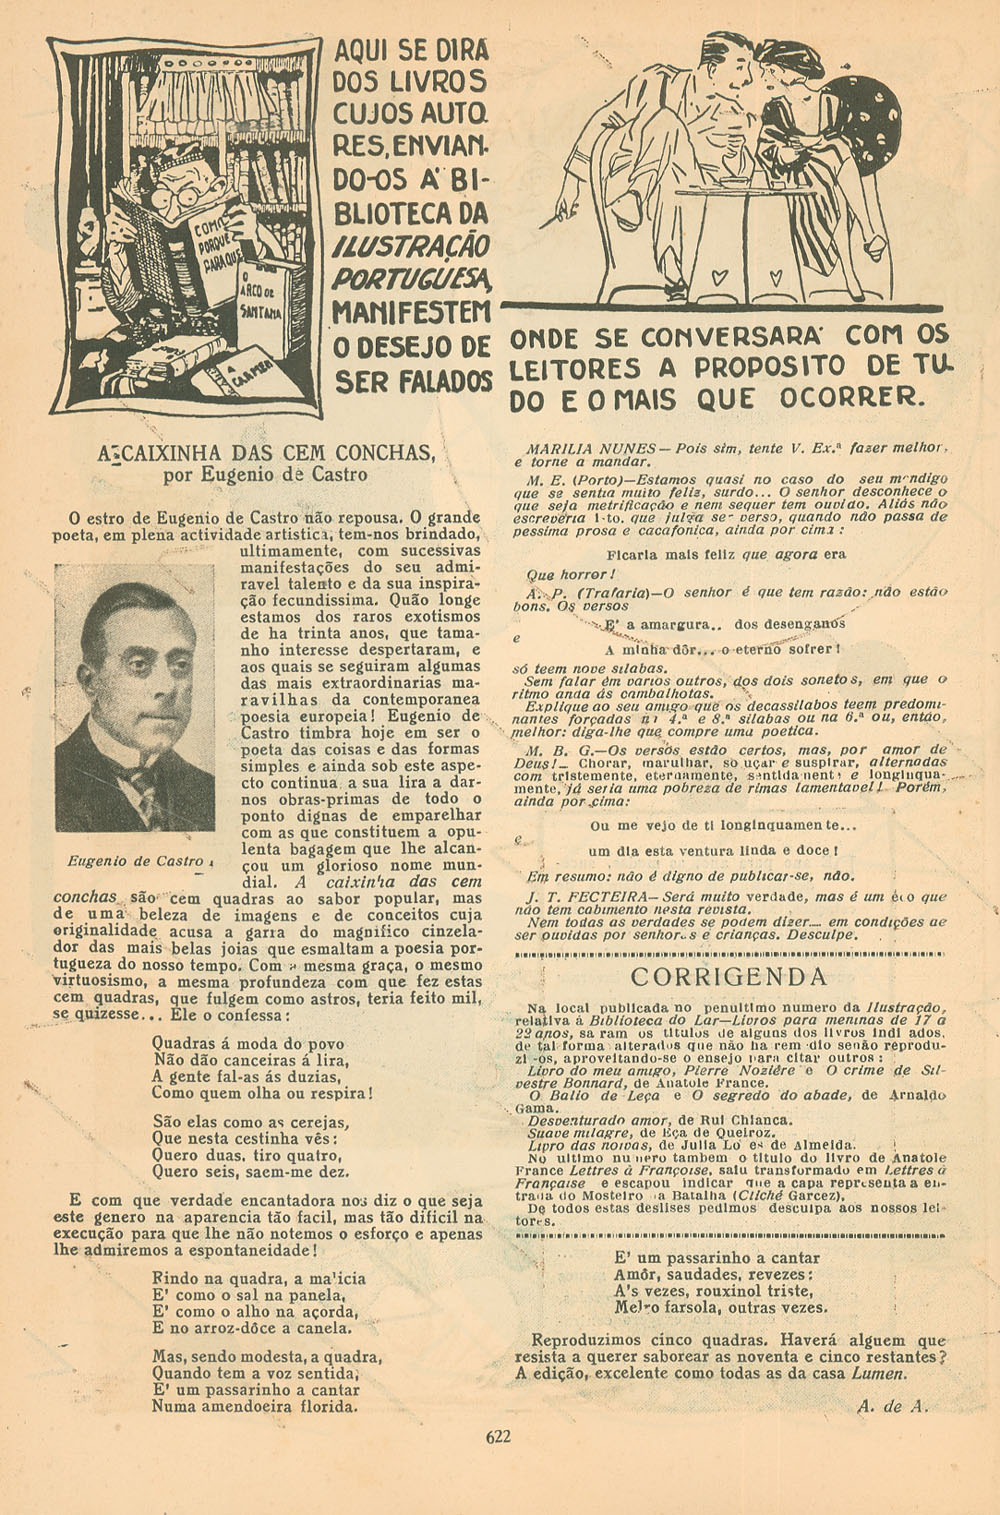 AQUI SE DIRÁ
DOS LIVROS
CUJOS AUTO
RES, ENVIAN-
DO-OS Á BI-
BLIOTECA DA
ILUSTRAÇÃO
PORTUGUESA,
MANIFESTEM
O DESEJO DE
SER FALADOS
COMO
PORQUE
PARA QUE
O
ARCO DE
SANTANA
A
CARMEN
ONDE SE CONVERSARA' COM OS
LEITORES A PROPOSITO DE TU-
DO E O MAIS QUE OCORRER.
A CAIXINHA DAS CEM CONCHAS,
por Eugenio de Castro
O estro de Eugenio de Castro não repousa. O grande
poeta, em plena actividade artistica, tem-nos brindado,
ultimamente, com sucessivas
manifestações do seu admi-
ravel talento e da sua inspira-
ção fecundissima. Quão longe
estamos dos raros exotismos
de ha trinta anos, que tama-
nho interesse despertaram, e
aos quais se seguiram algumas
das mais extraordinarias ma-
ravilhas da contemporanea
poesia europeia! Eugenio de
Castro timbra hoje em ser o
poeta das coisas e das formas
simples e ainda sob este aspe-
cto continua a sua lira a dar-
nos obras-primas de todo o
ponto dignas de emparelhar
com as que constituem a opu-
lenta bagagem que lhe alcan-
çou um glorioso nome mun-
dial. A caixinha das cem
Eugenio de Castro
conchas são cem quadras ao sabor popular, mas
de uma beleza de imagens e de conceitos cuja
originalidade acusa a garra do magnifico cinzela-
dor das mais belas joias que esmaltam a poesia por-
tugueza do nosso tempo. Com a mesma graça, o mesmo
virtuosismo, a mesma profundeza com que fez estas
cem quadras, que fulgem como astros, teria feito mil,
se quizesse... Ele o confessa:
Quadras á moda do povo
Não dão canceiras á lira,
A gente fal-as ás duzias,
Como quem olha ou respira!
São elas como as cerejas,
Que nesta cestinha vês:
Quero duas, tiro quatro,
Quero seis, saem-me dez.
E com que verdade encantadora nos diz o que seja
este genero na aparencia tão facil, mas tão dificil na
execução para que lhe não notemos o esforço e apenas
lhe admiremos a espontaneidade!
Rindo na quadra, a malicia
E' como o sal na panela,
E' como o alho na açorda,
E no arroz-dôce a canela.
Mas, sendo modesta, a quadra,
Quando tem a voz sentida,
E' um passarinho a cantar
Numa amendoeira florida.
MARILIA NUNES—Pois sim, tente V. Ex.ª fazer melhor,
e torne a mandar.
M. E. (Porto)—Estamos quasi no caso do seu mendigo
que se sentia muito feliz, surdo... O senhor desconhece o
que seja metrificação e nem sequer tem ouvido. Aliás não
escreveria isto, que julga ser verso, quando não passa de
pessima prosa e cacafonica, ainda por cima:
Ficaria mais feliz que agora era
Que horror!
A. P. (Trafaria)—O senhor é que tem razão: não estão
bons. Os versos
E' a amargura.. dos desenganos
e
A minha dôr... o eterno sofrer!
só teem nove silabas.
Sem falar em varios outros, dos dois sonetos, em que o
ritmo anda ás cambalhotas.
Explique ao seu amigo que os decassilabos teem predomi-
nantes forçadas na 4.ª e 8.ª silabas ou na 6.ª ou, então,
melhor: diga-lhe que compre uma poetica.
M. B. G.—Os versos estão certos, mas, por amor de
Deus!... Chorar, marulhar, soluçar e suspirar, alternadas
com tristemente, eternamente, sentidamente e longinqua-
mente, já seria uma pobreza de rimas lamentavel! Porém,
ainda por cima:
Ou me vejo de ti longinquamente...
e
um dia esta ventura linda e doce!
Em resumo: não é digno de publicar-se, não.
J. T. FECTEIRA—Será muito verdade, mas é um éco que
não tem cabimento nesta revista.
Nem todas as verdades se podem dizer... em condições de
ser ouvidas por senhoras e crianças. Desculpe.
CORRIGENDA
Na local publicada no penultimo numero da Ilustração,
relativa á Biblioteca do Lar—Livros para meninas de 17 a
22 anos, sairam os titulos de alguns dos livros indicados,
de tal forma alterados que não ha remedio senão reprodu-
zi-os, aproveitando-se o ensejo para citar outros:
Livro do meu amigo, Pierre Nozière e O crime de Sil-
vestre Bonnard, de Anatole France.
O Balio de Leça e O segredo do abade, de Arnaldo
Gama.
Desventurado amor, de Rui Chianca.
Suave milagre, de Eça de Queiroz.
Livro das noivas, de Julia Lopes de Almeida.
No ultimo numero tambem o titulo do livro de Anatole
France Lettres à Françoise, saiu transformado em Lettres à
Française e escapou indicar que a capa representa a en-
trada do Mosteiro da Batalha (Cliché Garcez).
De todos estas deslises pedimos desculpa aos nossos lei-
tores.
E' um passarinho a cantar
Amôr, saudades, revezes:
A's vezes, rouxinol triste,
Melro farsola, outras vezes.
Reproduzimos cinco quadras. Haverá alguem que
resista a querer saborear as noventa e cinco restantes?
A edição, excelente como todas as da casa Lumen.
A. de A.
622